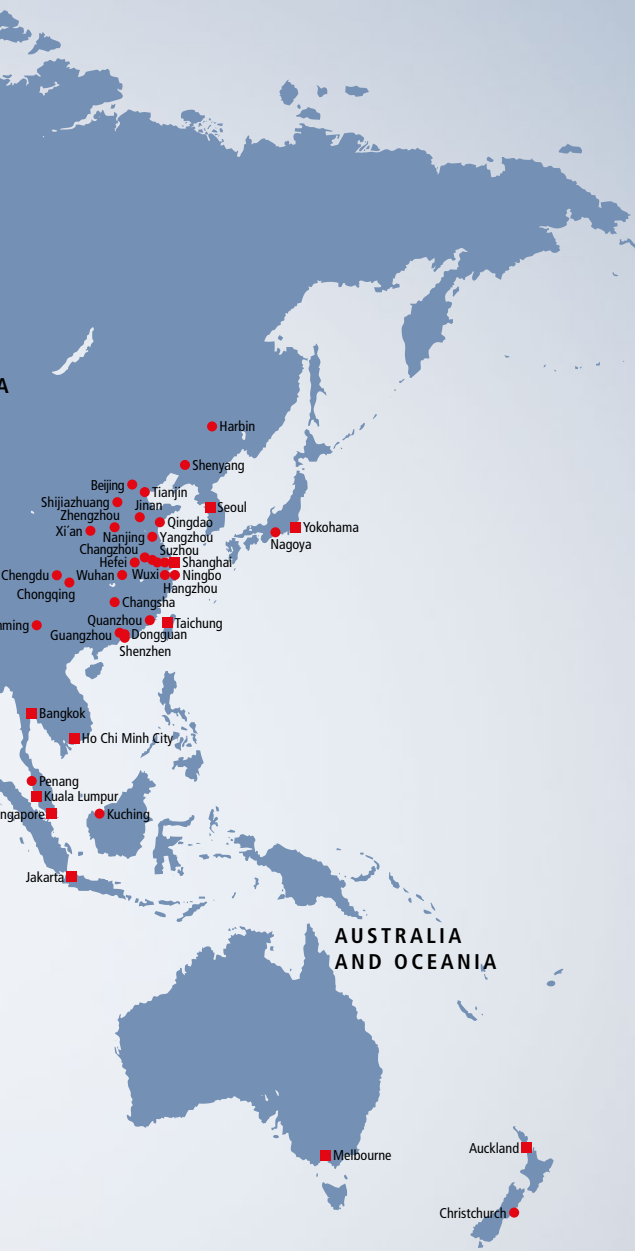 A
Harbin
Shenyang
Beijing
Tianjin
Shijiazhuang
Jinan
Seoul
Zhengzhou
Qingdao
Yokohama
Xi'an
Nanjing
Yangzhou
Nagoya
Changzhou
Suzhou
Hefei
Shanghai
Chengdu
Wuhan
Wuxi
Ningbo
Chongqing
Hangzhou
Changsha
Quanzhou
Taichung
nming
Guangzhou
Dongguan
Shenzhen
Bangkok
Ho Chi Minh City
Penang
Kuala Lumpur
ngapore
Kuching
Jakarta
AUSTRALIA
AND OCEANIA
Melbourne
Auckland
Christchurch